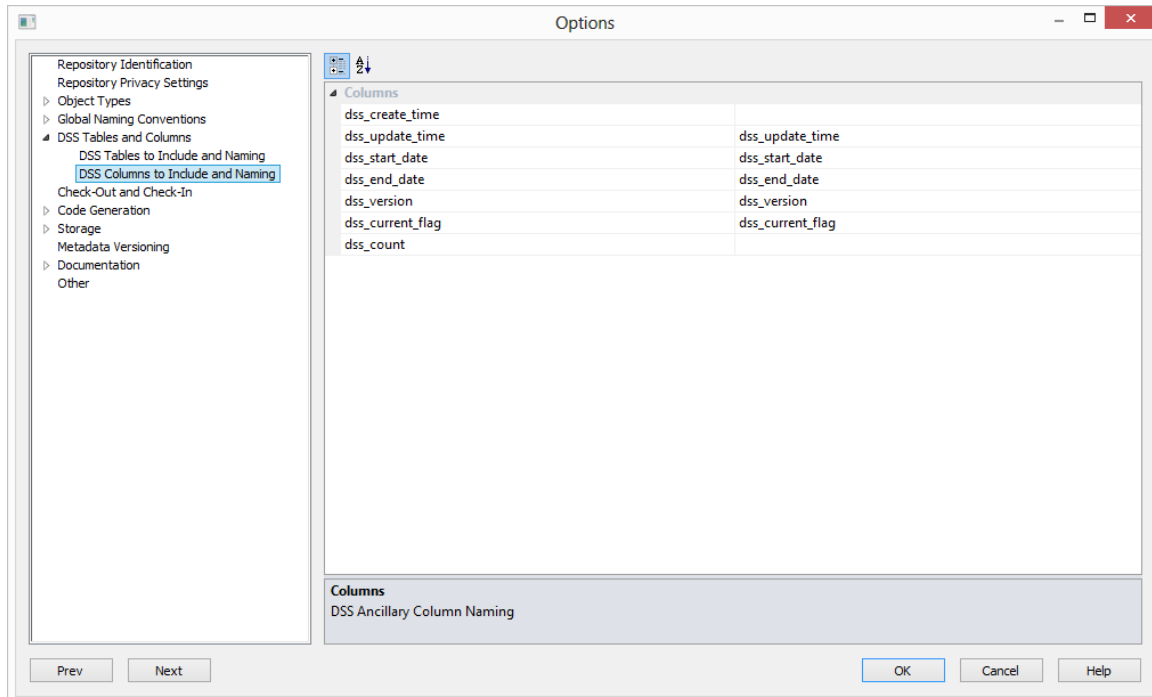 Options
Repository Identification
Repository Privacy Settings
Object Types
Global Naming Conventions
DSS Tables and Columns
DSS Tables to Include and Naming
DSS Columns to Include and Naming
Check-Out and Check-In
Code Generation
Storage
Metadata Versioning
Documentation
Other
Columns
dss_create_time
dss_update_time dss_update_time
dss_start_date dss_start_date
dss_end_date dss_end_date
dss_version dss_version
dss_current_flag dss_current_flag
dss_count
Columns
DSS Ancillary Column Naming
Prev Next OK Cancel Help